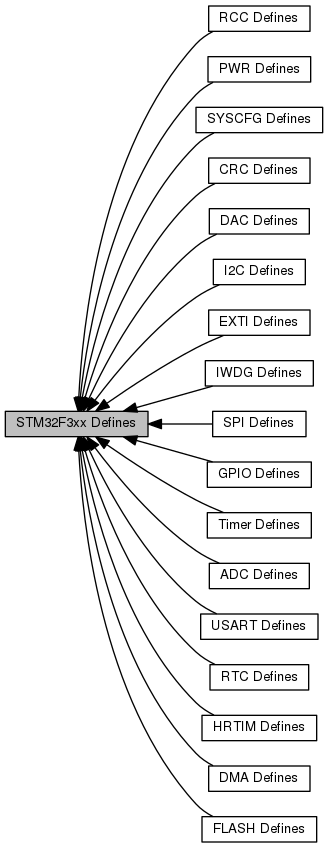 RCC Defines
PWR Defines
SYSCFG Defines
CRC Defines
DAC Defines
I2C Defines
EXTI Defines
IWDG Defines
STM32F3xx Defines
SPI Defines
GPIO Defines
Timer Defines
ADC Defines
USART Defines
RTC Defines
HRTIM Defines
DMA Defines
FLASH Defines